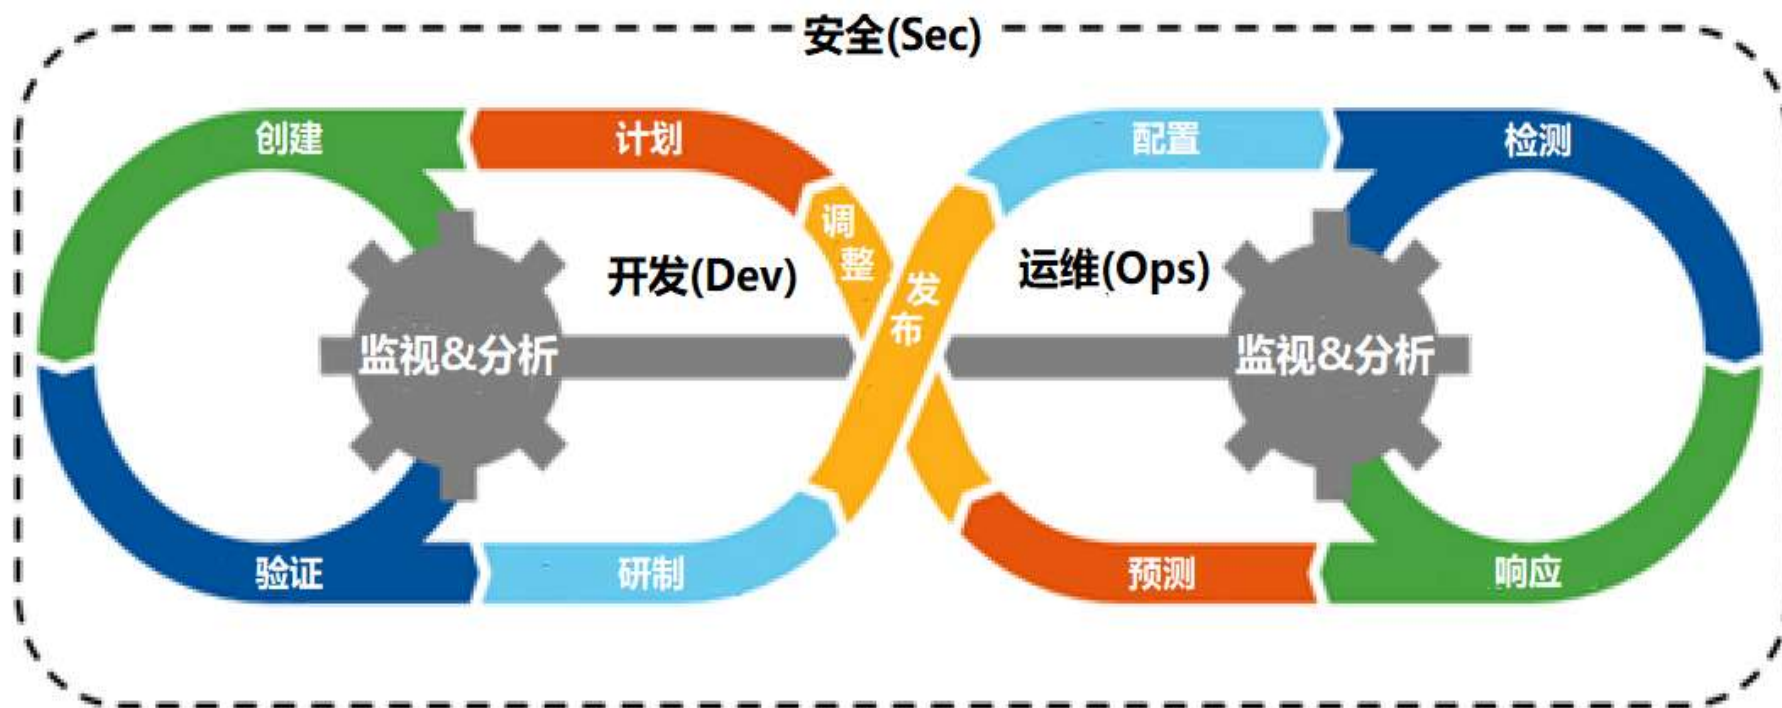 安全(Sec)
创建
计划
配置
检测
调整
发布
开发(Dev)
运维(Ops)
监视&分析
监视&分析
验证
研制
预测
响应